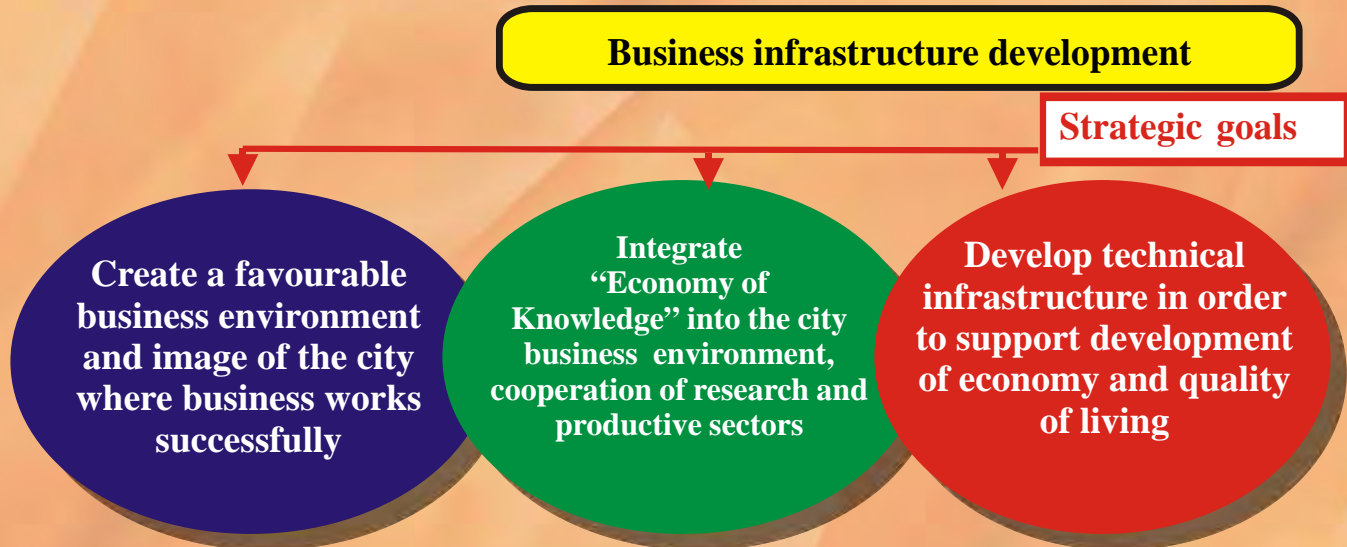 Business infrastructure development
Strategic goals
Create a favourable
business environment
and image of the city
where business works
successfully
Integrate
“Economy of
Knowledge” into the city
business environment,
cooperation of research and
productive sectors
Develop technical
infrastructure in order
to support development
of economy and quality
of living